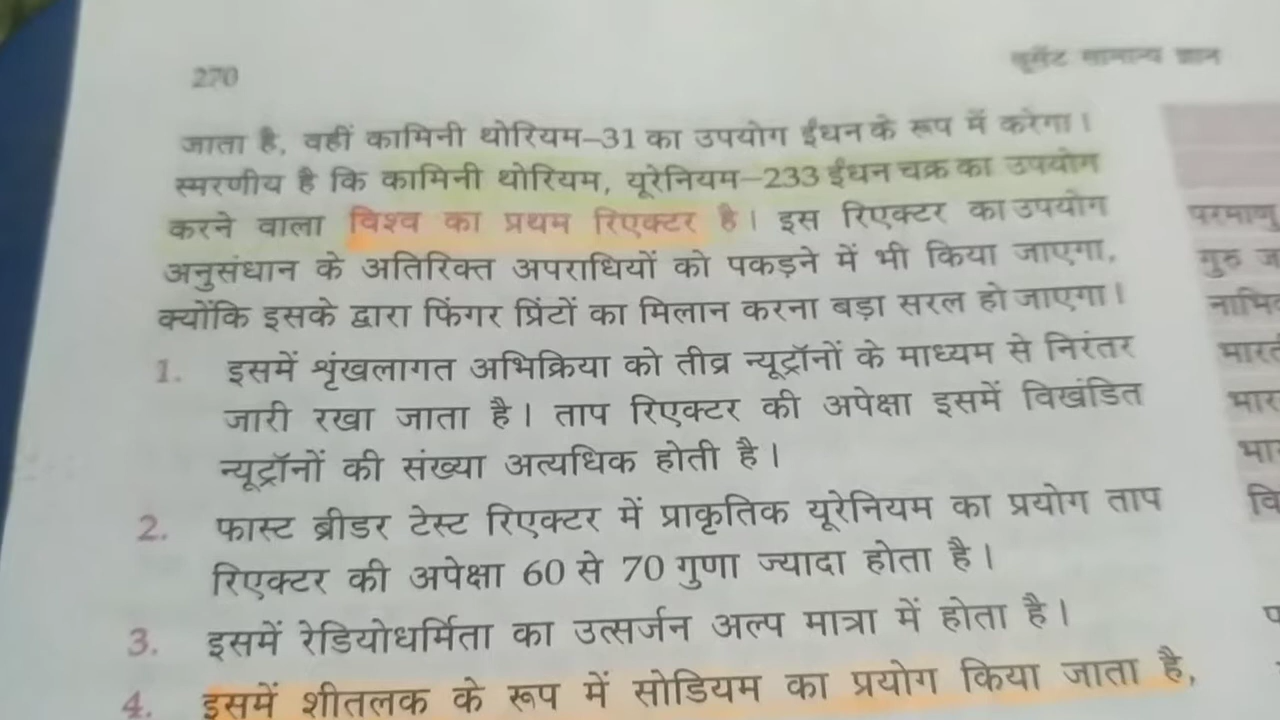 270
सामान्य ज्ञान
जाता है, वहीं कामिनी थोरियम-31 का उपयोग ईंधन के रूप में करेगा।
स्मरणीय है कि कामिनी थोरियम, यूरेनियम-233 ईंधन चक्र का उपयोग
करने वाला विश्व का प्रथम रिएक्टर है। इस रिएक्टर का उपयोग
अनुसंधान के अतिरिक्त अपराधियों को पकड़ने में भी किया जाएगा,
क्योंकि इसके द्वारा फिंगर प्रिंटों का मिलान करना बड़ा सरल हो जाएगा।
1. इसमें शृंखलागत अभिक्रिया को तीव्र न्यूट्रॉनों के माध्यम से निरंतर
जारी रखा जाता है। ताप रिएक्टर की अपेक्षा इसमें विखंडित
न्यूट्रॉनों की संख्या अत्यधिक होती है।
2. फास्ट ब्रीडर टेस्ट रिएक्टर में प्राकृतिक यूरेनियम का प्रयोग ताप
रिएक्टर की अपेक्षा 60 से 70 गुणा ज्यादा होता है।
3. इसमें रेडियोधर्मिता का उत्सर्जन अल्प मात्रा में होता है।
4. इसमें शीतलक के रूप में सोडियम का प्रयोग किया जाता है,
परमाणु
गुरु